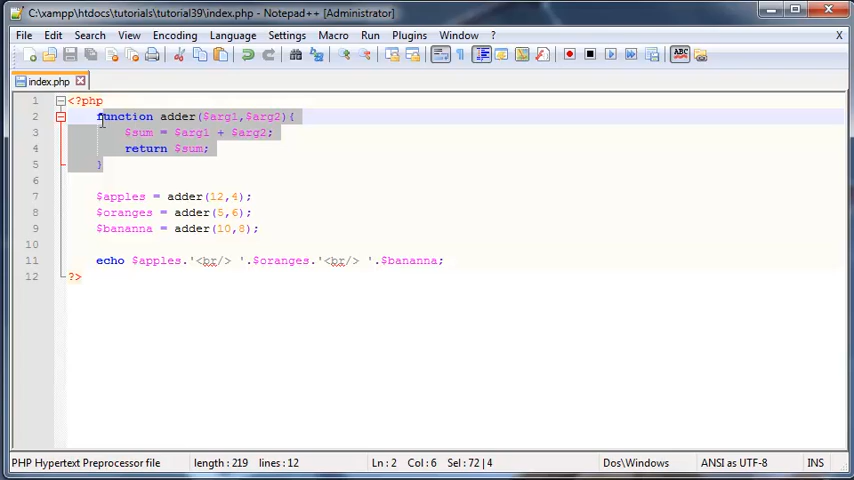 C:\xampp\htdocs\tutorials\tutorial39\index.php - Notepad++ [Administrator]
File Edit Search View Encoding Language Settings Macro Run Plugins Window ? X
index.php
1 <?php
2 function adder($arg1,$arg2){
3 $sum = $arg1 + $arg2;
4 return $sum;
5 }
6
7 $apples = adder(12,4);
8 $oranges = adder(5,6);
9 $bananna = adder(10,8);
10
11 echo $apples.'<br/> '.$oranges.'<br/> '.$bananna;
12 ?>
PHP Hypertext Preprocessor file length : 219 lines : 12 Ln : 2 Col : 6 Sel : 72 | 4 Dos\Windows ANSI as UTF-8 INS